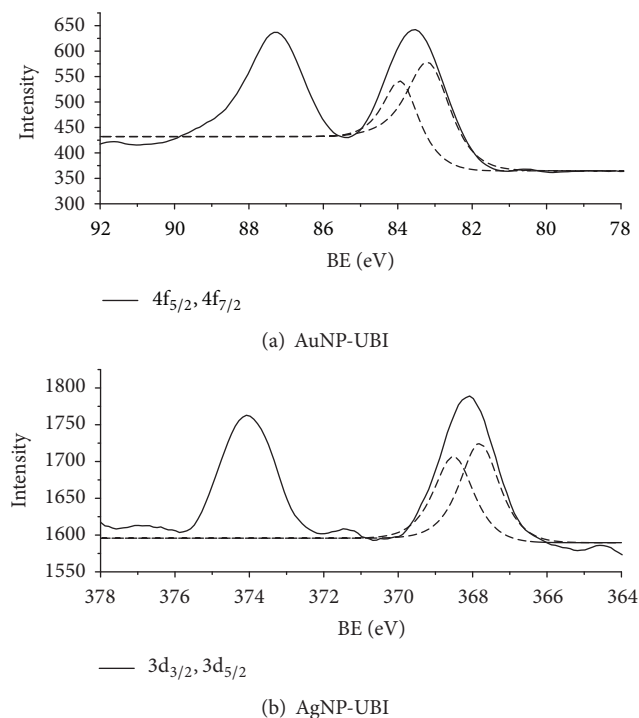 650
600
550
500
450
400
350
300
Intensity
92 90 88 86 84 82 80 78
BE (eV)
4f5/2, 4f7/2
(a) AuNP-UBI
1800
1750
1700
1650
1600
1550
Intensity
378 376 374 372 370 368 366 364
BE (eV)
3d3/2, 3d5/2
(b) AgNP-UBI